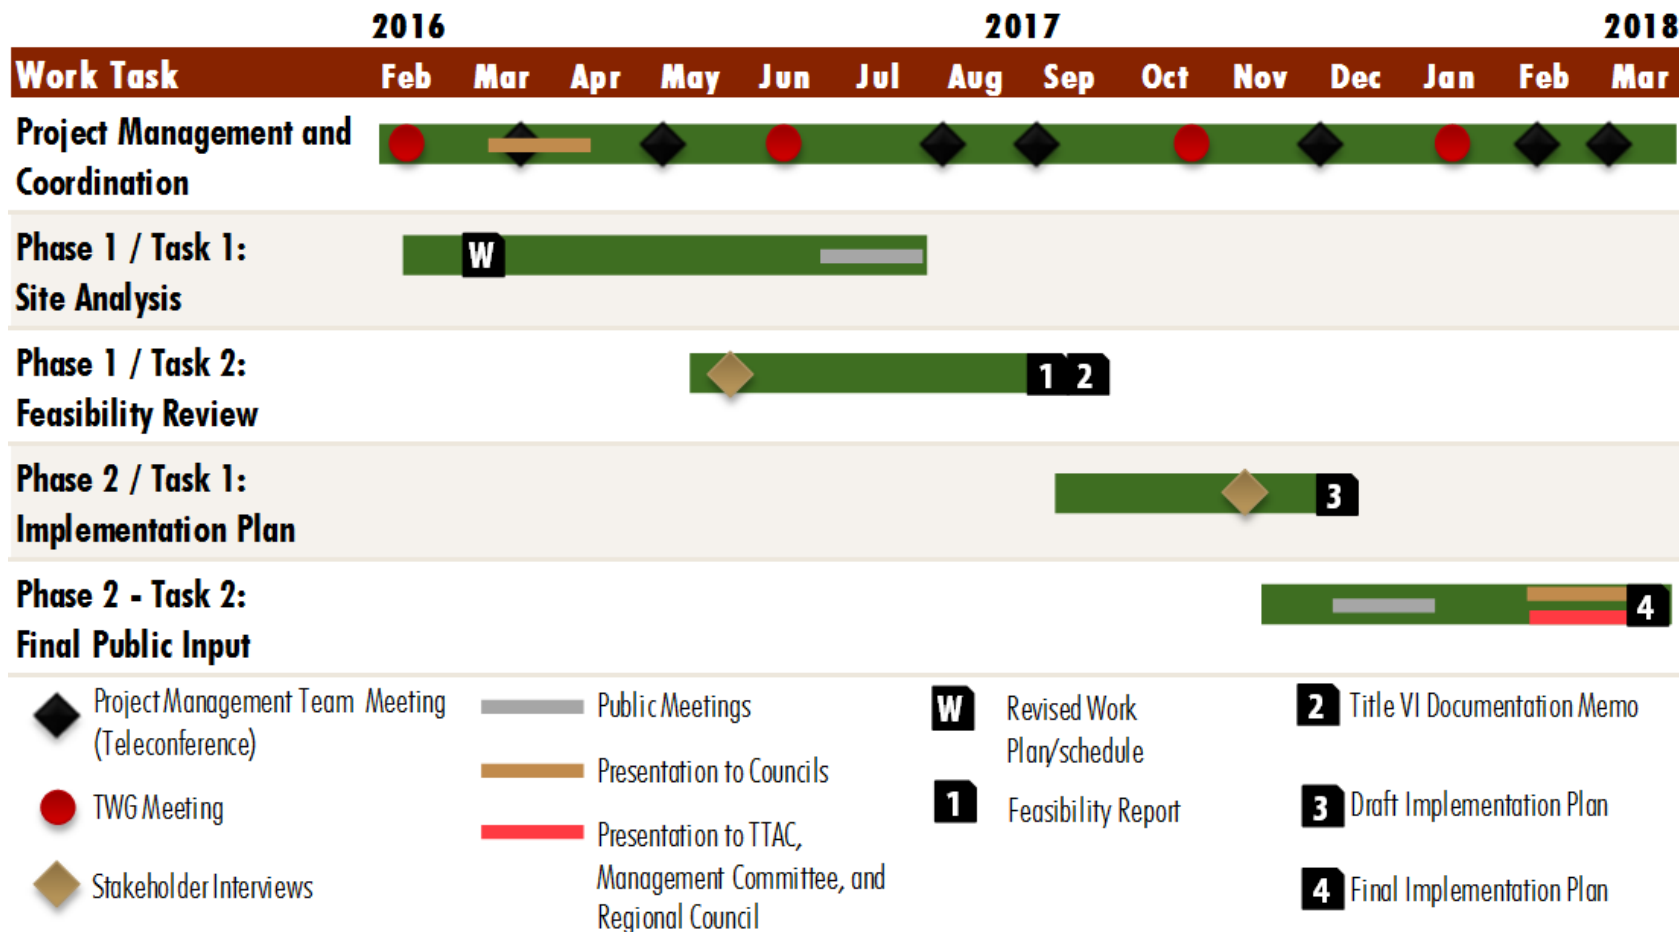 2016 2017 2018
Work Task Feb Mar Apr May Jun Jul Aug Sep Oct Nov Dec Jan Feb Mar
Project Management and
Coordination
Phase 1 / Task 1:
Site Analysis
W
Phase 1 / Task 2:
Feasibility Review
1 2
Phase 2 / Task 1:
Implementation Plan
3
Phase 2 - Task 2:
Final Public Input
4
Project Management Team Meeting
(Teleconference)
TWG Meeting
Stakeholder Interviews
Public Meetings
Presentation to Councils
Presentation to TTAC,
Management Committee, and
Regional Council
W Revised Work
Plan/schedule
1 Feasibility Report
2 Title VI Documentation Memo
3 Draft Implementation Plan
4 Final Implementation Plan